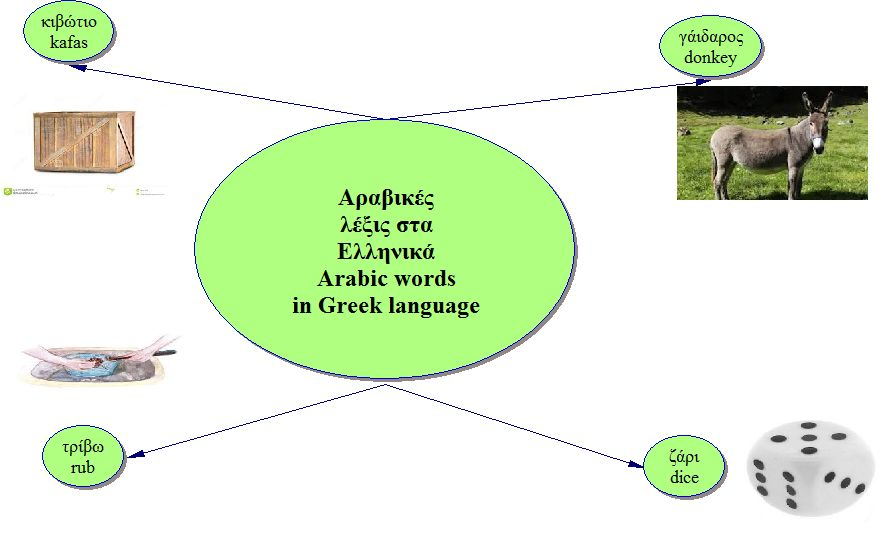 κιβώτιο
kafas
γάιδαρος
donkey
Αραβικές
λέξις στα
Ελληνικά
Arabic words
in Greek language
τρίβω
rub
ζάρι
dice